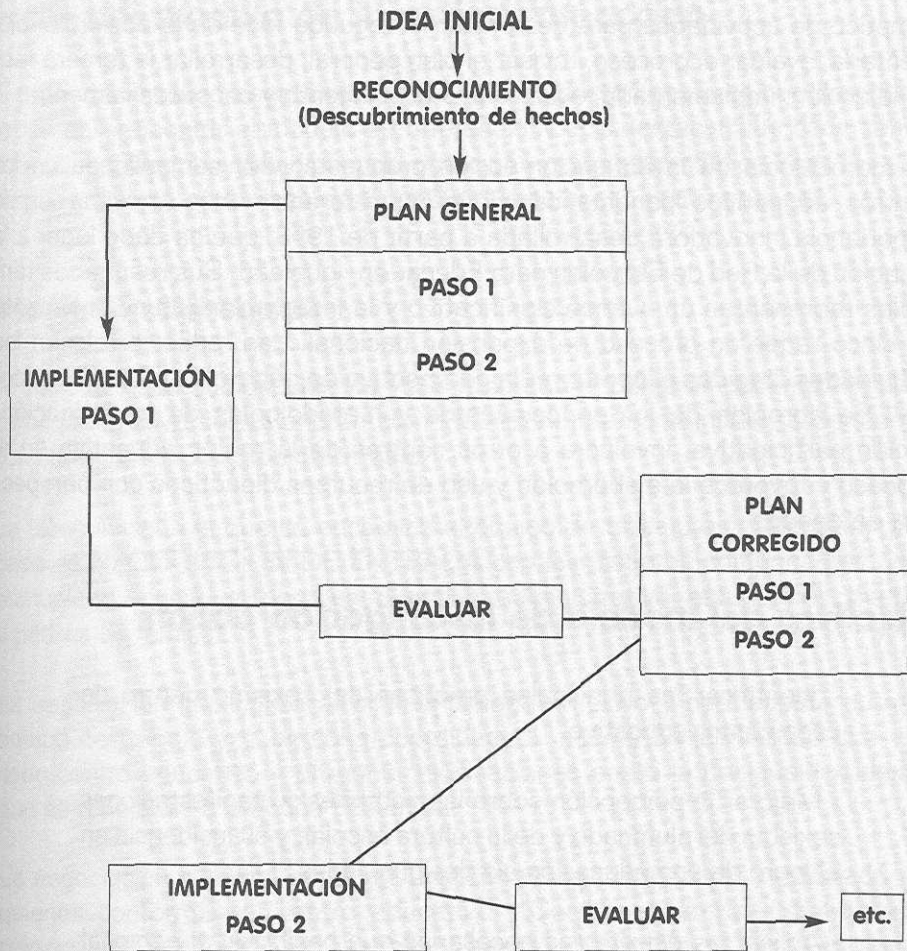 IDEA INICIAL
RECONOCIMIENTO
(Descubrimiento de hechos)
PLAN GENERAL
PASO 1
PASO 2
IMPLEMENTACIÓN
PASO 1
PLAN
CORREGIDO
PASO 1
PASO 2
EVALUAR
IMPLEMENTACIÓN
PASO 2
EVALUAR
etc.